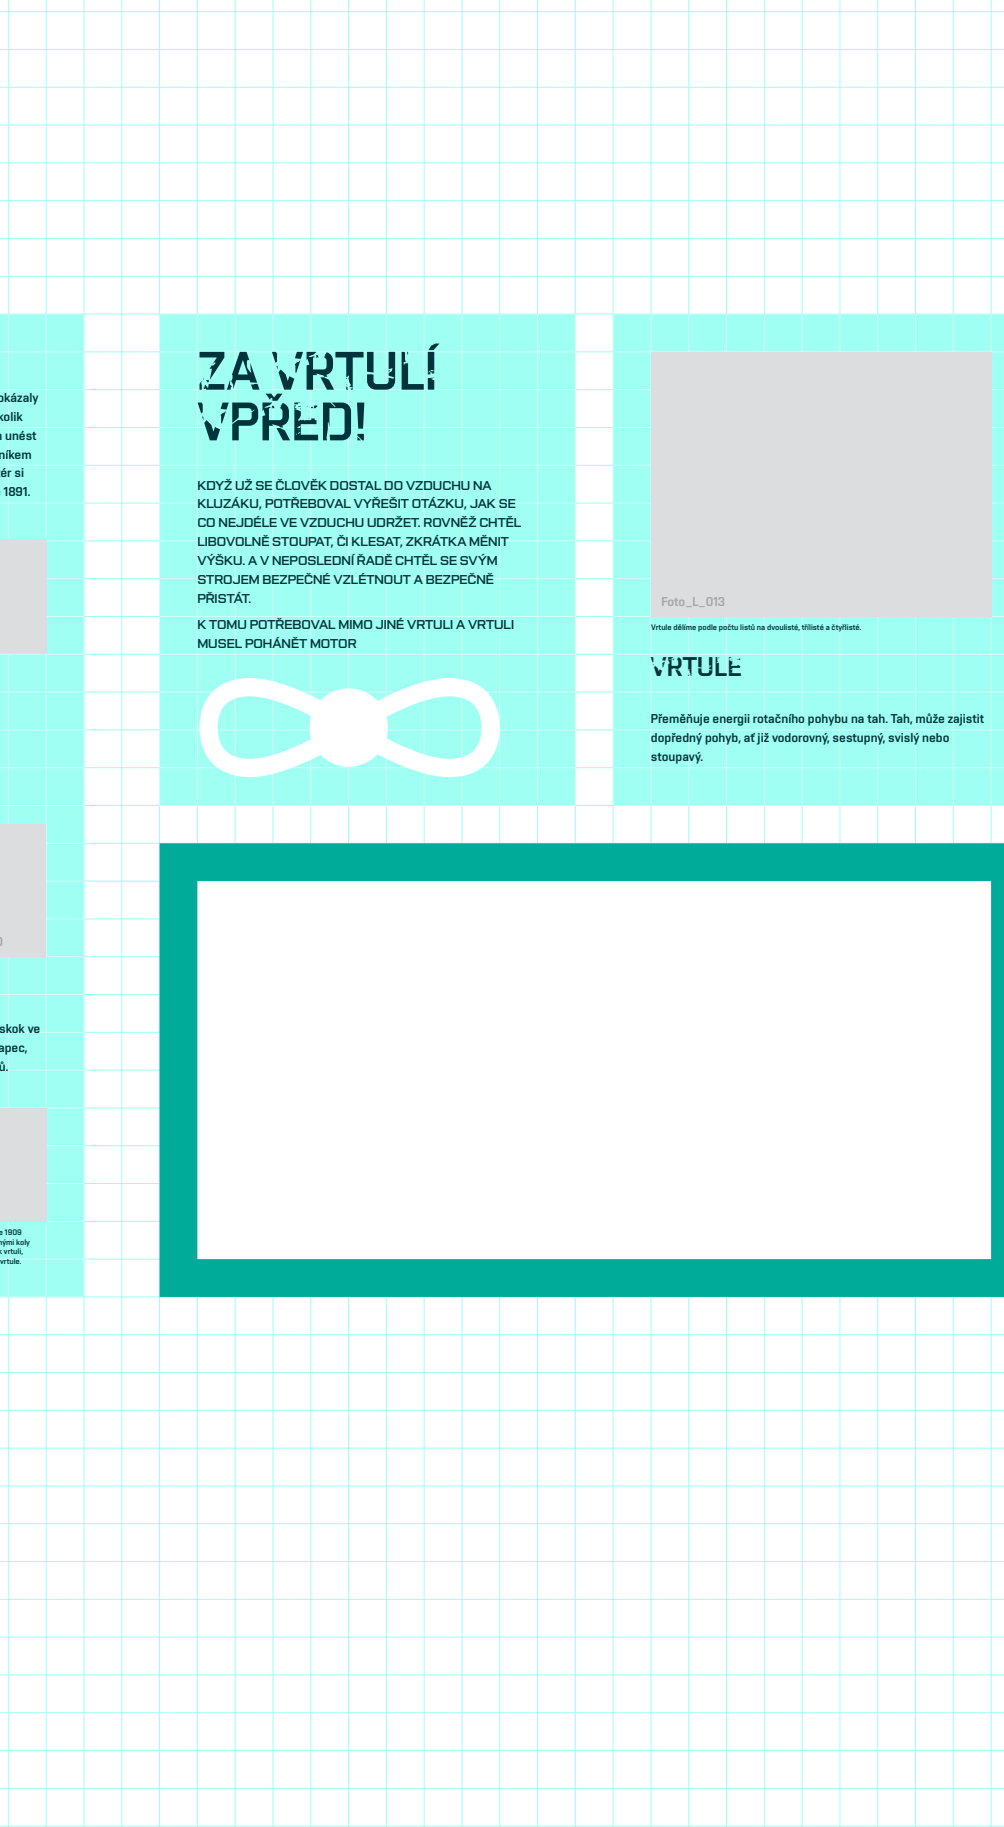 okázaly
kolik
unést
níkem
ér si
1891.
skok ve
apec,
ů.
e 1909
nými koly
k vrtuli,
vrtule.
ZA VRTULÍ
VPŘED!
KDYŽ UŽ SE ČLOVĚK DOSTAL DO VZDUCHU NA
KLUZÁKU, POTŘEBOVAL VYŘEŠIT OTÁZKU, JAK SE
CO NEJDÉLE VE VZDUCHU UDRŽET. ROVNĚŽ CHTĚL
LIBOVOLNĚ STOUPAT, ČI KLESAT, ZKRÁTKA MĚNIT
VÝŠKU. A V NEPOSLEDNÍ ŘADĚ CHTĚL SE SVÝM
STROJEM BEZPEČNÉ VZLÉTNOUT A BEZPEČNĚ
PŘISTÁT.
K TOMU POTŘEBOVAL MIMO JINÉ VRTULI A VRTULI
MUSEL POHÁNĚT MOTOR
Foto_L_013
Vrtule dělíme podle počtu listů na dvoulisté, třílisté a čtyřlisté.
VRTULE
Přeměňuje energii rotačního pohybu na tah. Tah, může zajistit
dopředný pohyb, ať již vodorovný, sestupný, svislý nebo
stoupavý.